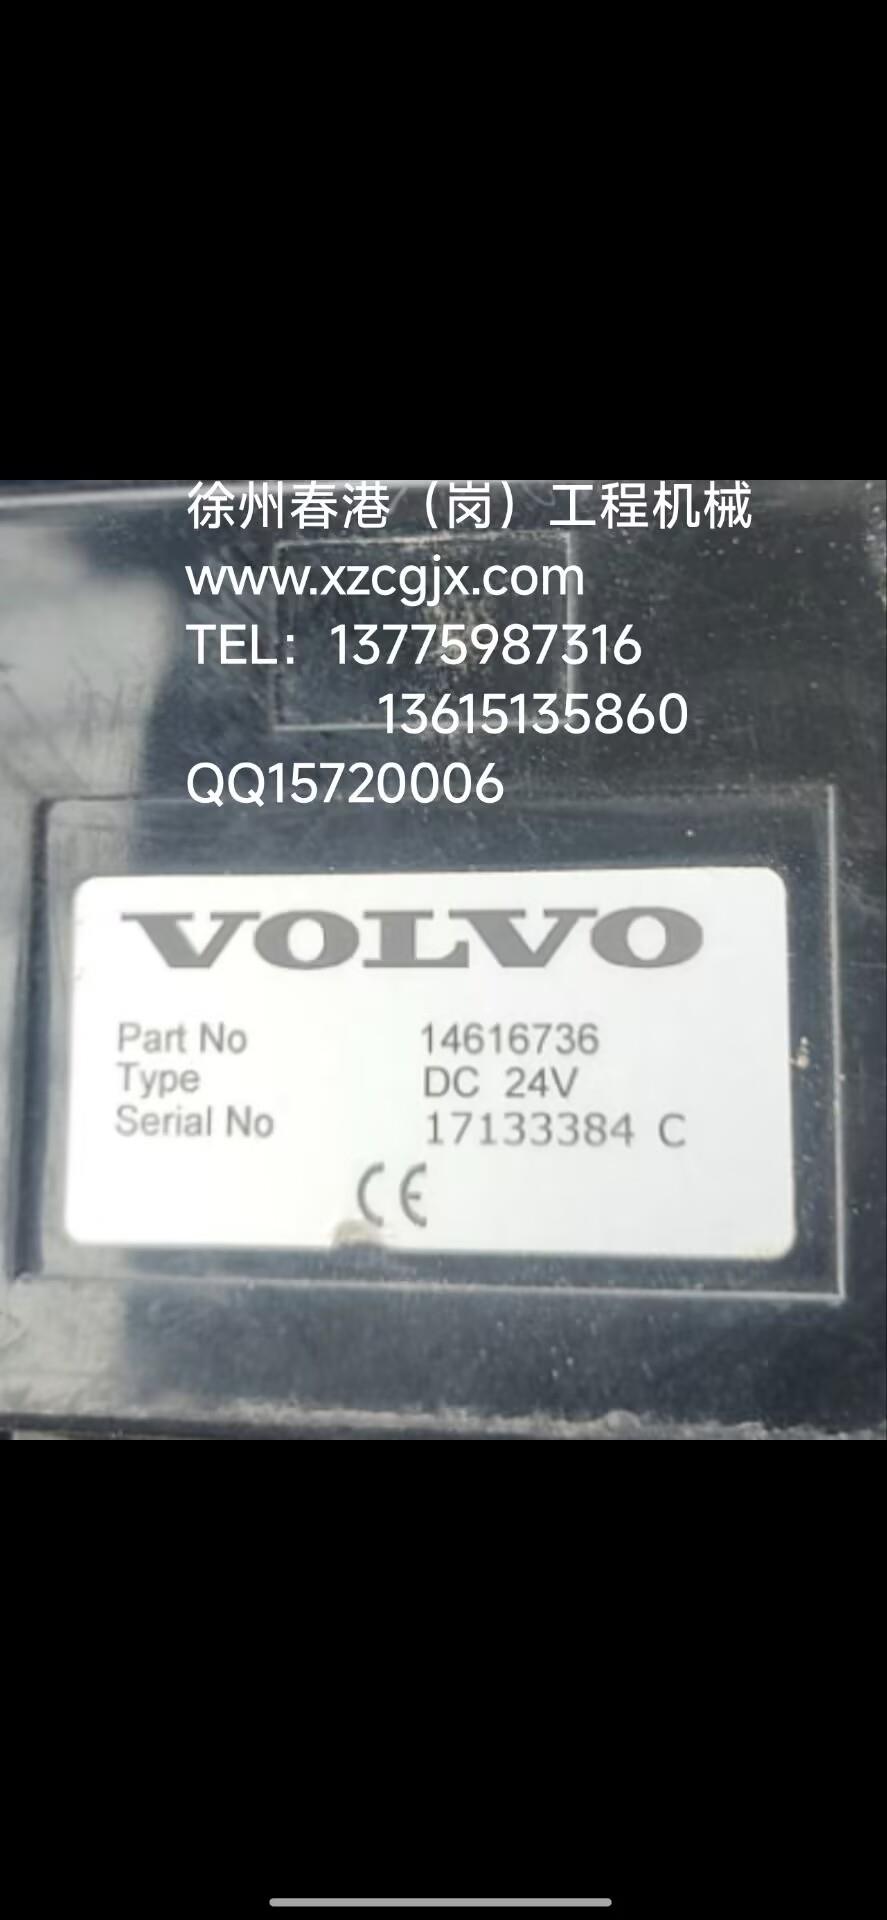 徐州春港（岗）工程机械
www.xzcgjx.com
TEL：13775987316
13615135860
QQ15720006
VOLVO
Part No 14616736
Type DC 24V
Serial No 17133384 C
CE